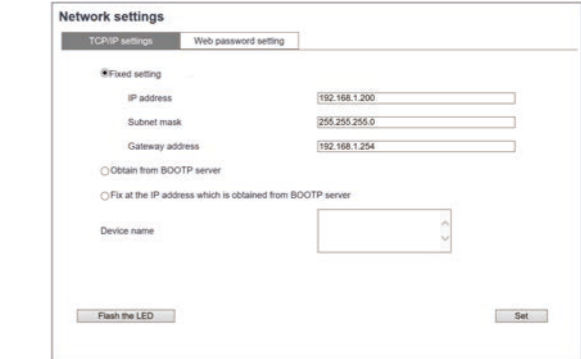 Network settings
TCP/IP settings Web password setting
Fixed setting
IP address 192.168.1.200
Subnet mask 255.255.255.0
Gateway address 192.168.1.254
Obtain from BOOTP server
Fix at the IP address which is obtained from BOOTP server
Device name
Flash the LED Set